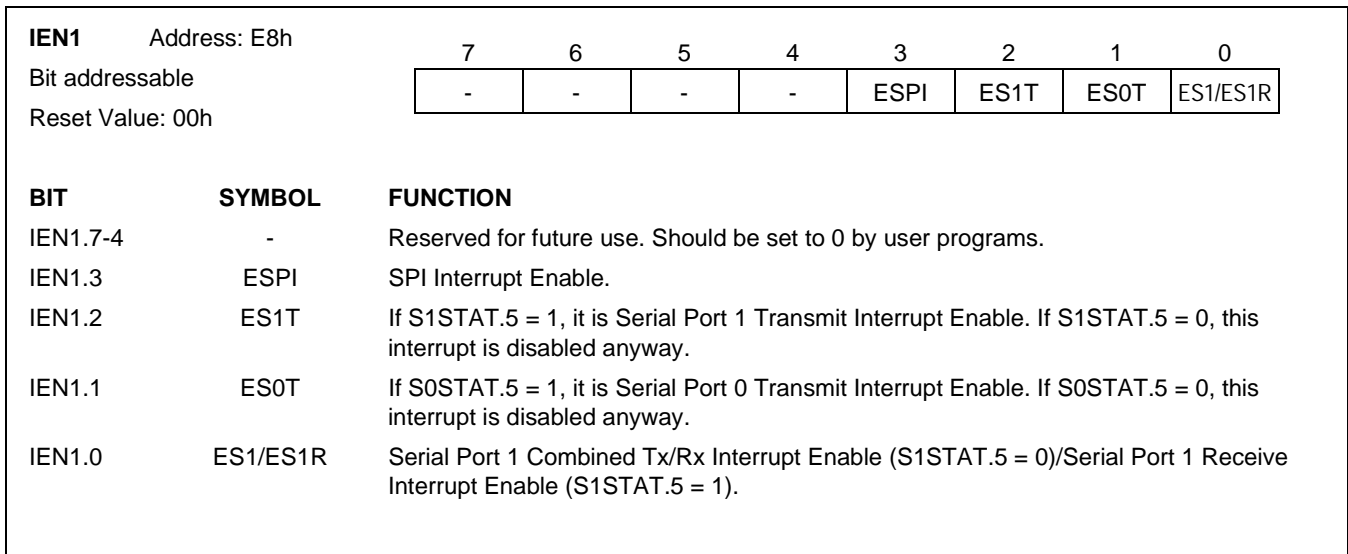 IEN1 Address: E8h
7 6 5 4 3 2 1 0
Bit addressable
- - - - ESPI ES1T ES0T ES1/ES1R
Reset Value: 00h
BIT SYMBOL FUNCTION
IEN1.7-4 - Reserved for future use. Should be set to 0 by user programs.
IEN1.3 ESPI SPI Interrupt Enable.
IEN1.2 ES1T If S1STAT.5 = 1, it is Serial Port 1 Transmit Interrupt Enable. If S1STAT.5 = 0, this
interrupt is disabled anyway.
IEN1.1 ES0T If S0STAT.5 = 1, it is Serial Port 0 Transmit Interrupt Enable. If S0STAT.5 = 0, this
interrupt is disabled anyway.
IEN1.0 ES1/ES1R Serial Port 1 Combined Tx/Rx Interrupt Enable (S1STAT.5 = 0)/Serial Port 1 Receive
Interrupt Enable (S1STAT.5 = 1).